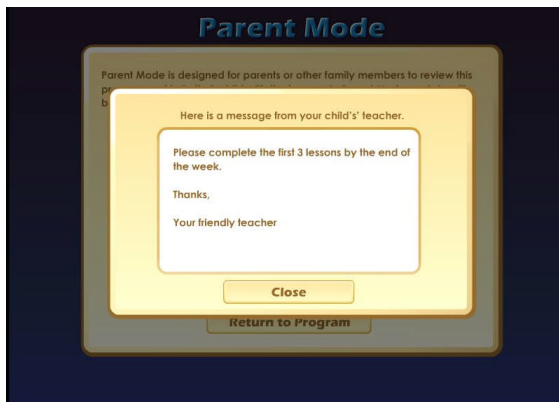 Parent Mode
Parent Mode is designed for parents or other family members to review this
Here is a message from your child's' teacher.
Please complete the first 3 lessons by the end of
the week.
Thanks,
Your friendly teacher
Close
Return to Program